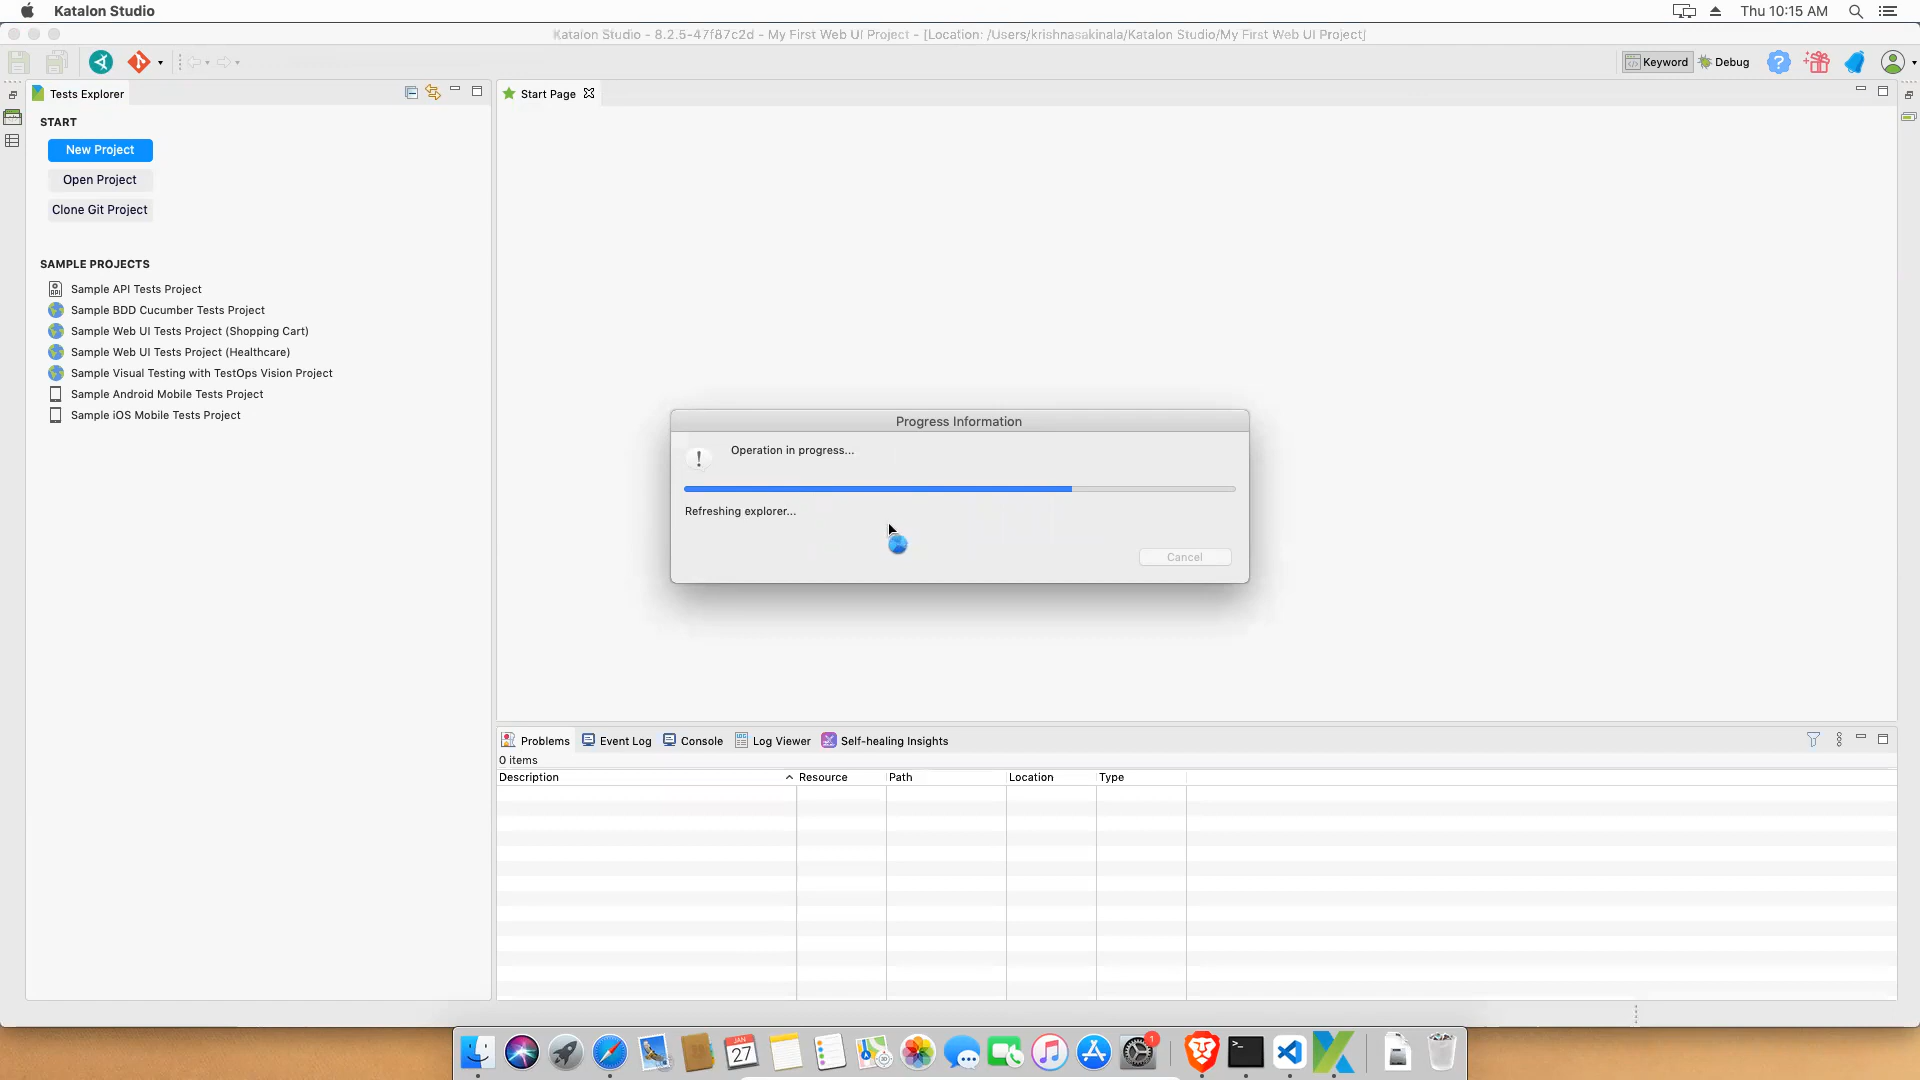 Katalon Studio
Thu 10:15 AM
Katalon Studio - 8.2.5-47f87c2d - My First Web UI Project - [Location: /Users/krishnasakinala/Katalon Studio/My First Web UI Project]
Keyword
Debug
Tests Explorer
Start Page
START
New Project
Open Project
Clone Git Project
SAMPLE PROJECTS
Sample API Tests Project
Sample BDD Cucumber Tests Project
Sample Web UI Tests Project (Shopping Cart)
Sample Web UI Tests Project (Healthcare)
Sample Visual Testing with TestOps Vision Project
Sample Android Mobile Tests Project
Sample iOS Mobile Tests Project
Progress Information
Operation in progress...
Refreshing explorer...
Cancel
Problems
Event Log
Console
Log Viewer
Self-healing Insights
0 items
Description
Resource
Path
Location
Type
JAN
27
1